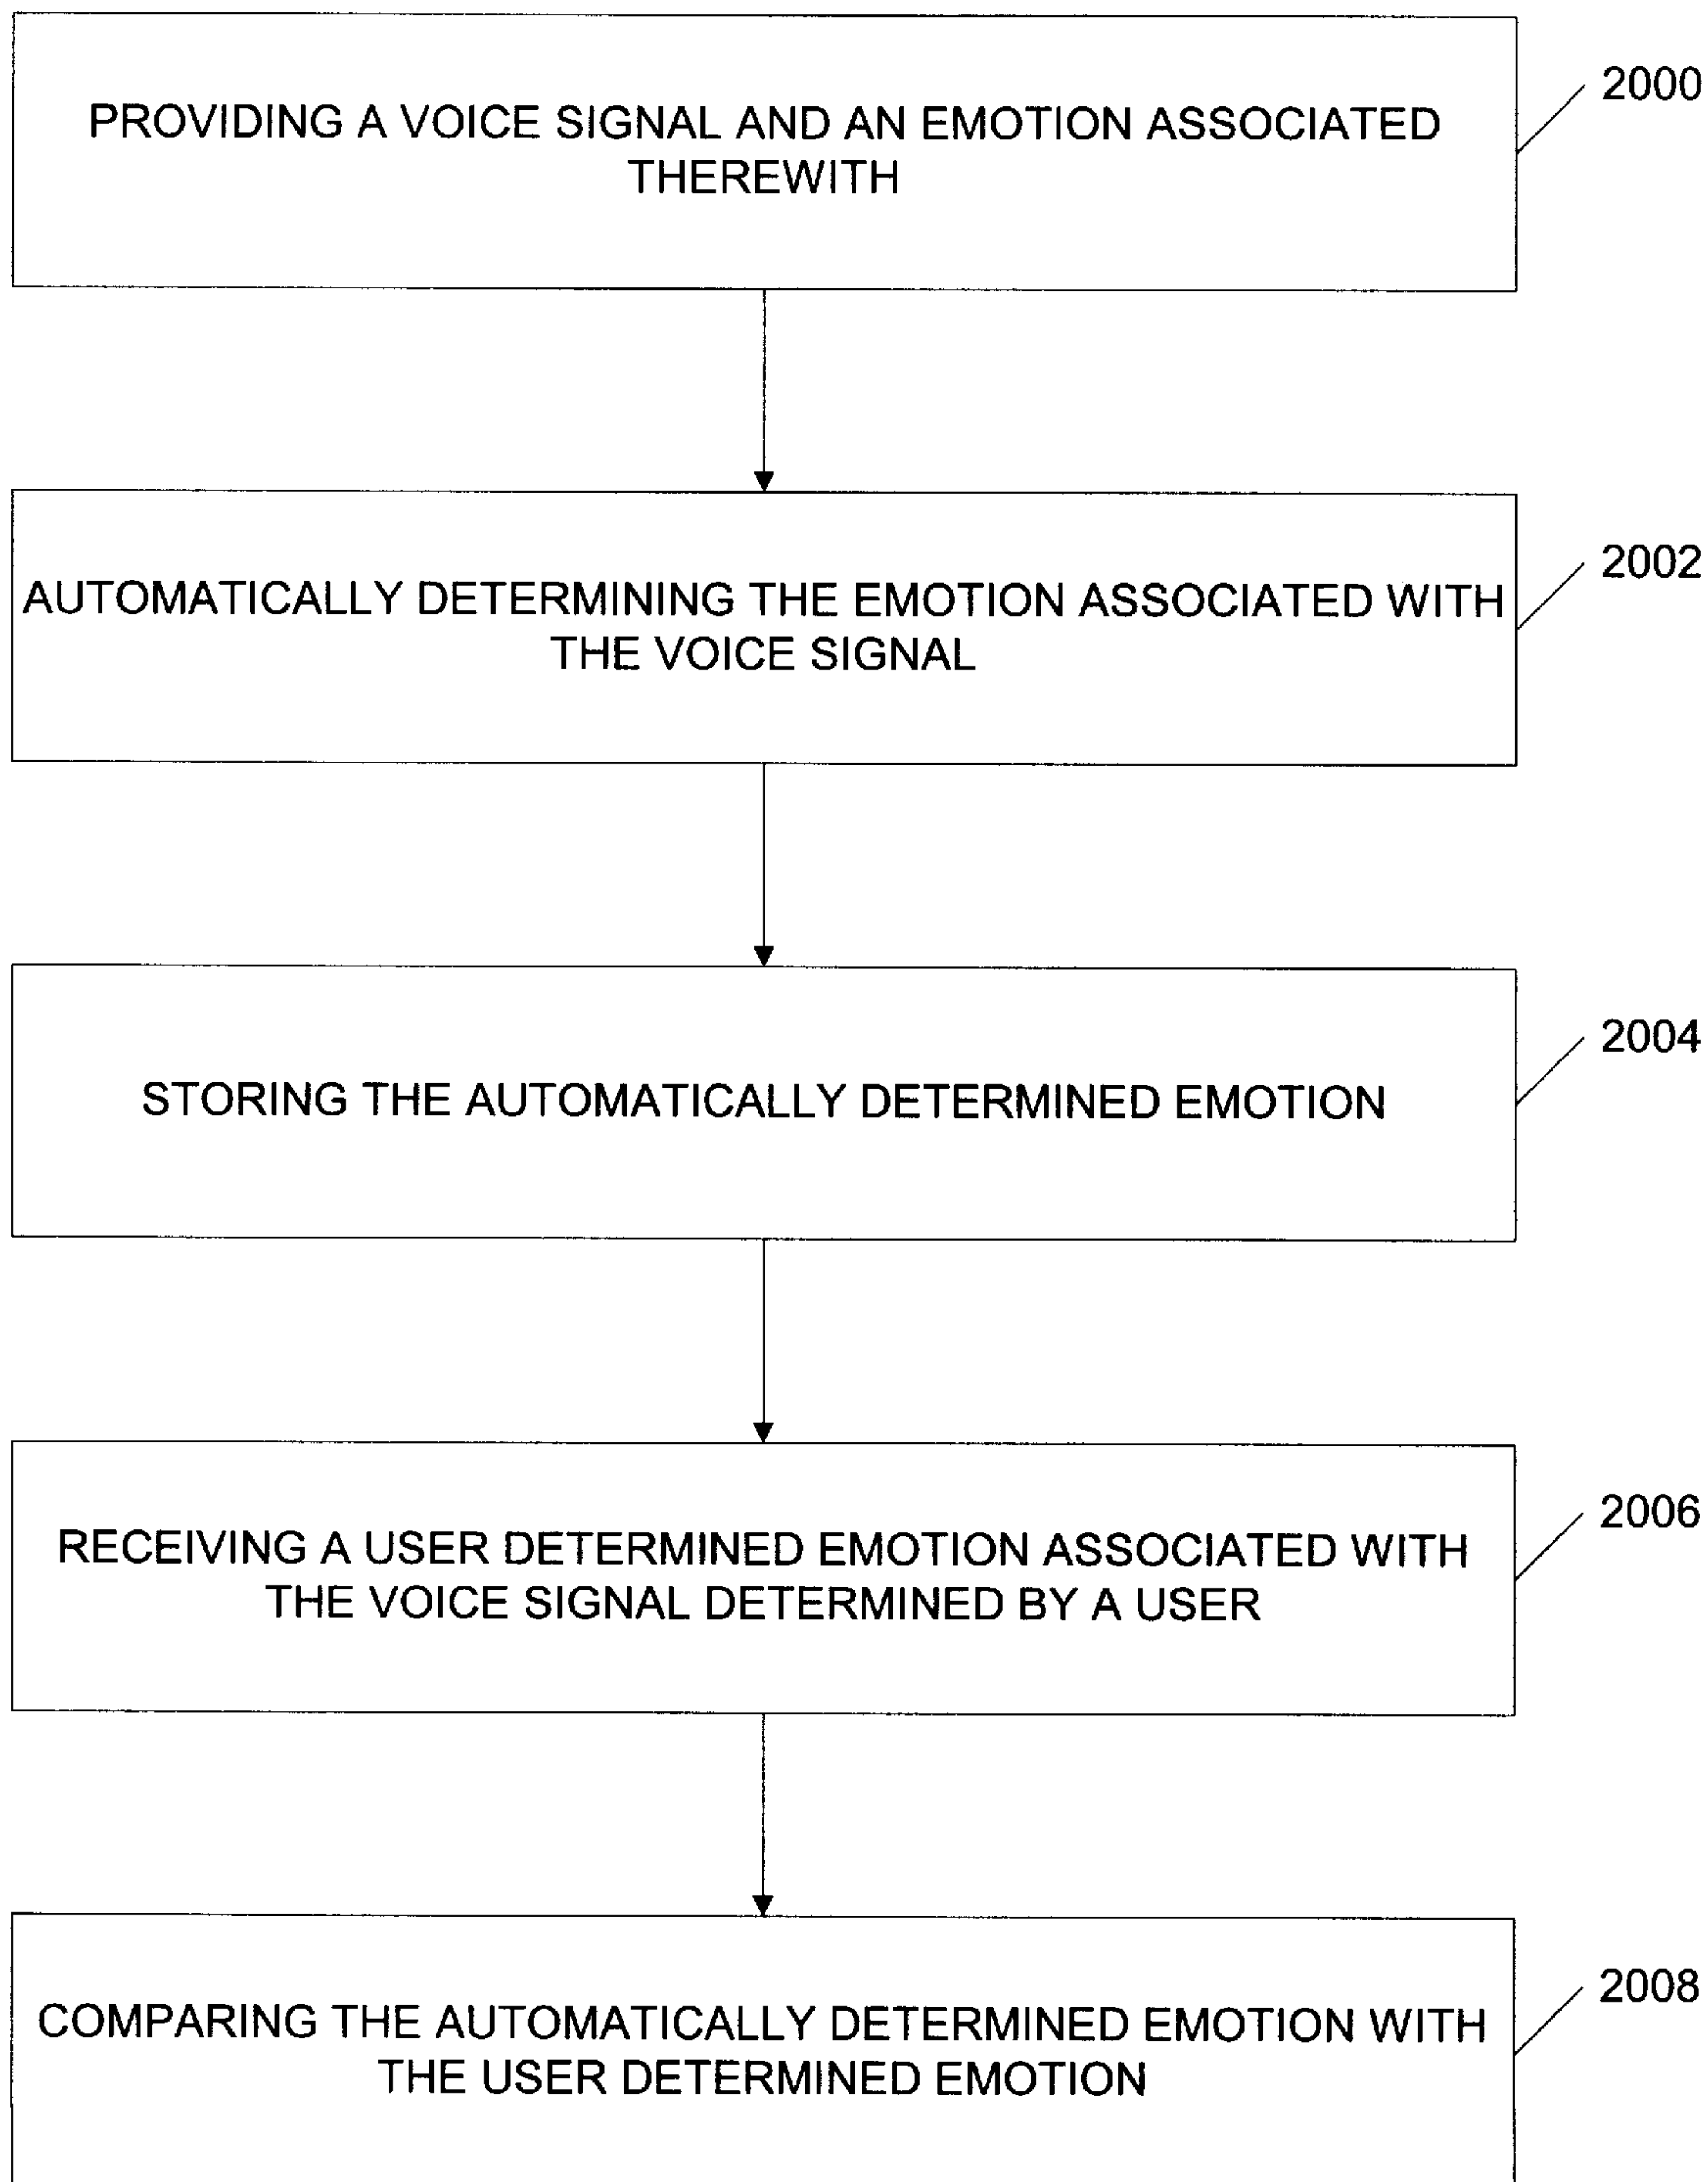 2000
PROVIDING A VOICE SIGNAL AND AN EMOTION ASSOCIATED
THEREWITH
2002
AUTOMATICALLY DETERMINING THE EMOTION ASSOCIATED WITH
THE VOICE SIGNAL
2004
STORING THE AUTOMATICALLY DETERMINED EMOTION
2006
RECEIVING A USER DETERMINED EMOTION ASSOCIATED WITH
THE VOICE SIGNAL DETERMINED BY A USER
2008
COMPARING THE AUTOMATICALLY DETERMINED EMOTION WITH
THE USER DETERMINED EMOTION